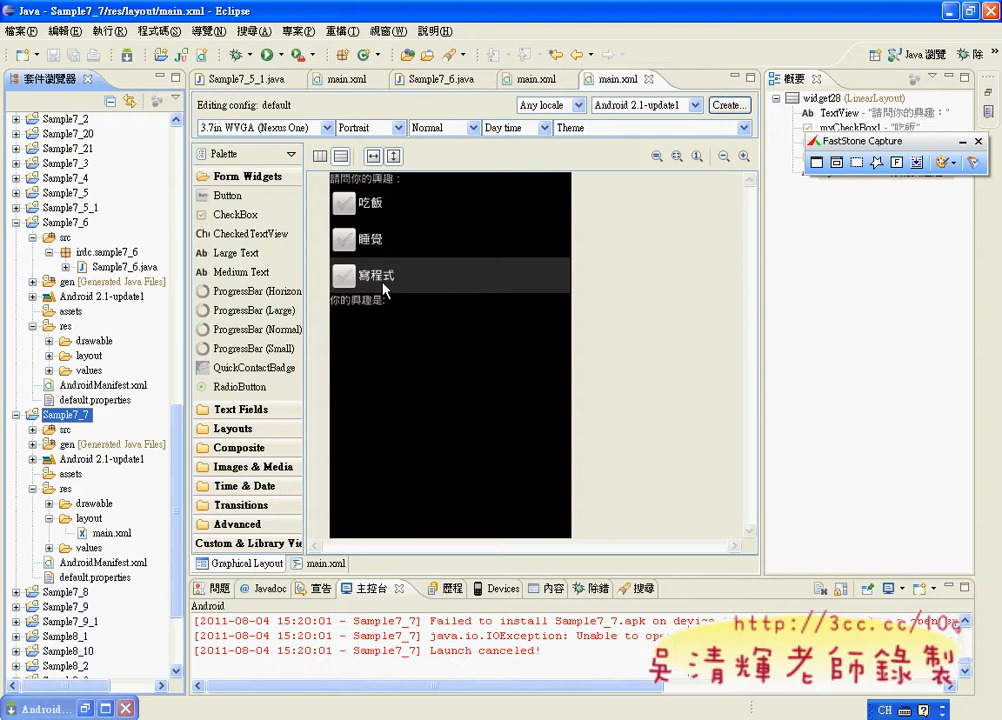 Java - Sample7_7/res/layout/main.xml - Eclipse
檔案(F) 編輯(E) 執行(R) 程式碼(S) 導覽(N) 搜尋(A) 專案(P) 重構(T) 視窗(W) 說明(H)
Java 瀏覽 除
套件瀏覽器
Sample7_5_1.java main.xml Sample7_6.java main.xml main.xml
概要
Sample7_2
Sample7_20
Sample7_21
Sample7_3
Sample7_4
Sample7_5
Sample7_5_1
Sample7_6
src
irdc.sample7_6
Sample7_6.java
gen [Generated Java Files]
Android 2.1-update1
assets
res
drawable
layout
values
AndroidManifest.xml
default.properties
Sample7_7
src
gen [Generated Java Files]
Android 2.1-update1
assets
res
drawable
layout
main.xml
values
AndroidManifest.xml
default.properties
Sample7_8
Sample7_9
Sample7_9_1
Sample8_1
Sample8_10
Sample8_2
Editing config: default
Any locale Android 2.1-update1 Create...
3.7in WVGA (Nexus One) Portrait Normal Day time Theme
Palette
Form Widgets
Button
CheckBox
CheckedTextView
Ab Large Text
Ab Medium Text
ProgressBar (Horizon
ProgressBar (Large)
ProgressBar (Normal)
ProgressBar (Small)
QuickContactBadge
RadioButton
Text Fields
Layouts
Composite
Images & Media
Time & Date
Transitions
Advanced
Custom & Library Vie
請問你的興趣：
吃飯
睡覺
寫程式
你的興趣是:
Graphical Layout main.xml
widget28 (LinearLayout)
Ab TextView - "請問你的興趣："
myCheckBox1 - "吃飯"
FastStone Capture
問題 @ Javadoc 宣告 主控台 歷程 Devices 內容 除錯 搜尋
Android
[2011-08-04 15:20:01 - Sample7_7] Failed to install Sample7_7.apk on device
[2011-08-04 15:20:01 - Sample7_7] java.io.IOException: Unable to ope
[2011-08-04 15:20:01 - Sample7_7] Launch canceled!
吳清輝老師錄製
Android...
CH